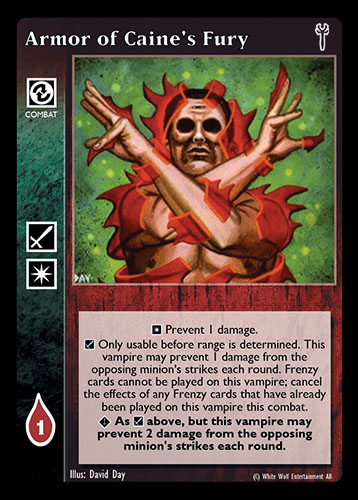 Armor of Caine's Fury
COMBAT
DAY
Prevent 1 damage.
Only usable before range is determined. This
vampire may prevent 1 damage from the
opposing minion's strikes each round. Frenzy
cards cannot be played on this vampire; cancel
the effects of any Frenzy cards that have already
been played on this vampire this combat.
As above, but this vampire may
prevent 2 damage from the opposing
minion's strikes each round.
1
Illus: David Day
(C) White Wolf Entertainment AB